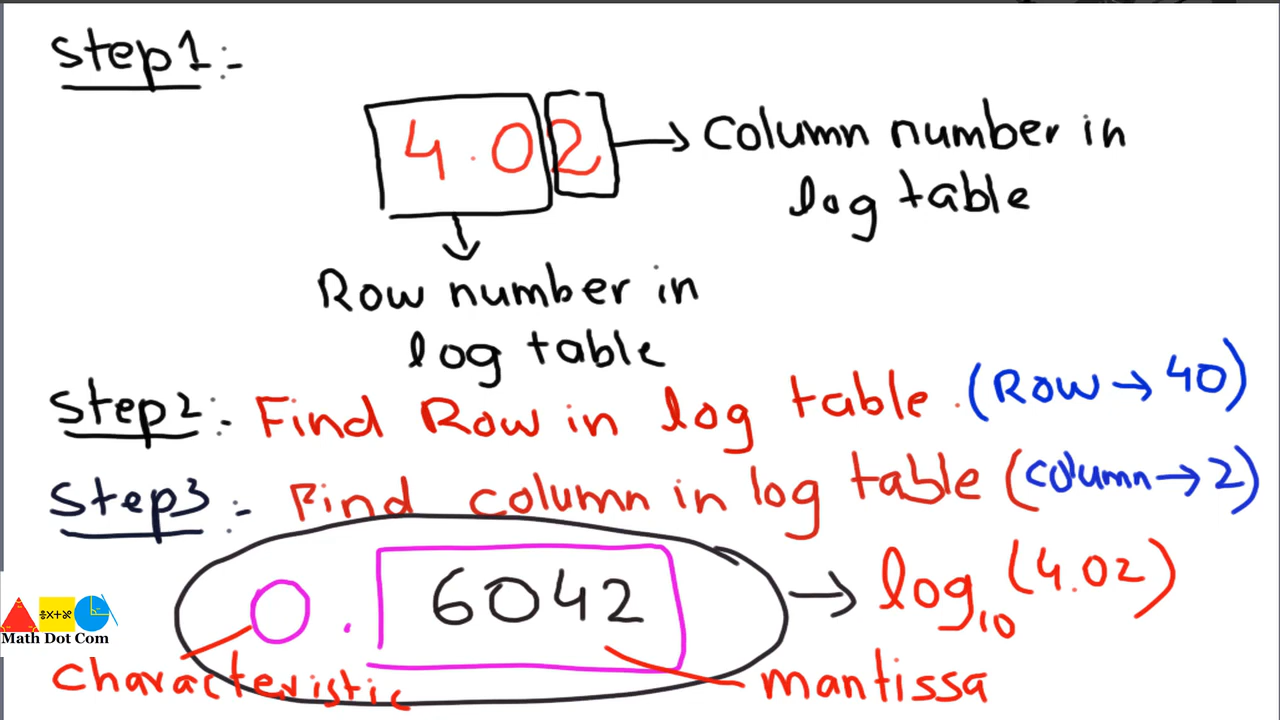 Step1:-
4.02 → Column number in
log table
Row number in
log table
Step2:- Find Row in log table. (Row → 40)
Step3:- Find column in log table (column → 2)
0.6042 → log10 (4.02)
÷X+√x
Math Dot Com
characteristic
mantissa